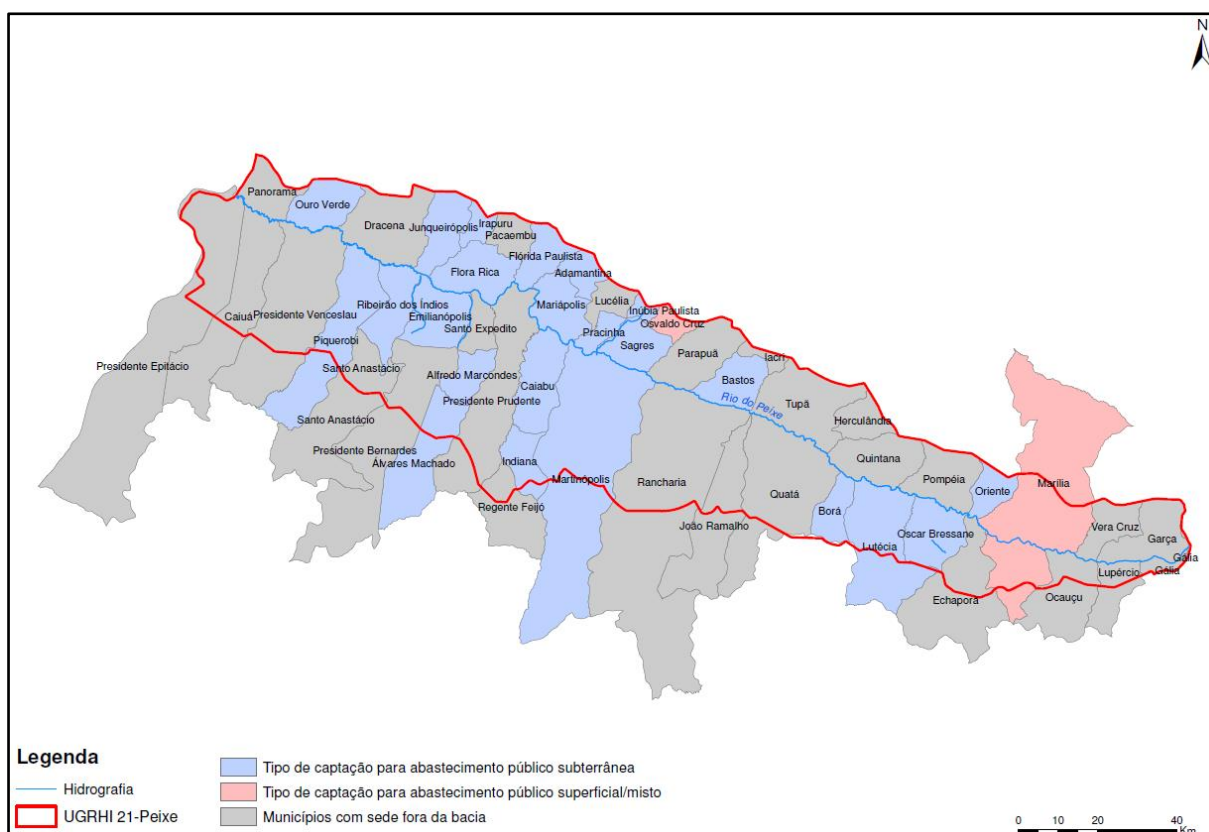 N
Panorama
Ouro Verde
Dracena
Junqueirópolis
Irapuru
Pacaembu
Flórida Paulista
Flora Rica
Adamantina
Ribeirão dos Índios
Mariápolis
Lucélia
Inúbia Paulista
Emilianópolis
Caiuá
Presidente Venceslau
Santo Expedito
Osvaldo Cruz
Pracinha
Piquerobi
Sagres
Parapuã
Iacri
Presidente Epitácio
Santo Anastácio
Alfredo Marcondes
Caiabu
Bastos
Presidente Prudente
Rio do Peixe
Tupã
Santo Anastácio
Herculândia
Presidente Bernardes
Quintana
Álvares Machado
Indiana
Pompéia
Martinópolis
Rancharia
Quatá
Oriente
Marília
Regente Feijó
Borá
João Ramalho
Oscar Bressane
Vera Cruz
Garça
Lutécia
Gália
Lupércio
Gália
Echaporã
Ocauçu
Legenda
Hidrografia
UGRHI 21-Peixe
Tipo de captação para abastecimento público subterrânea
Tipo de captação para abastecimento público superficial/misto
Municípios com sede fora da bacia
0 10 20 40
Km